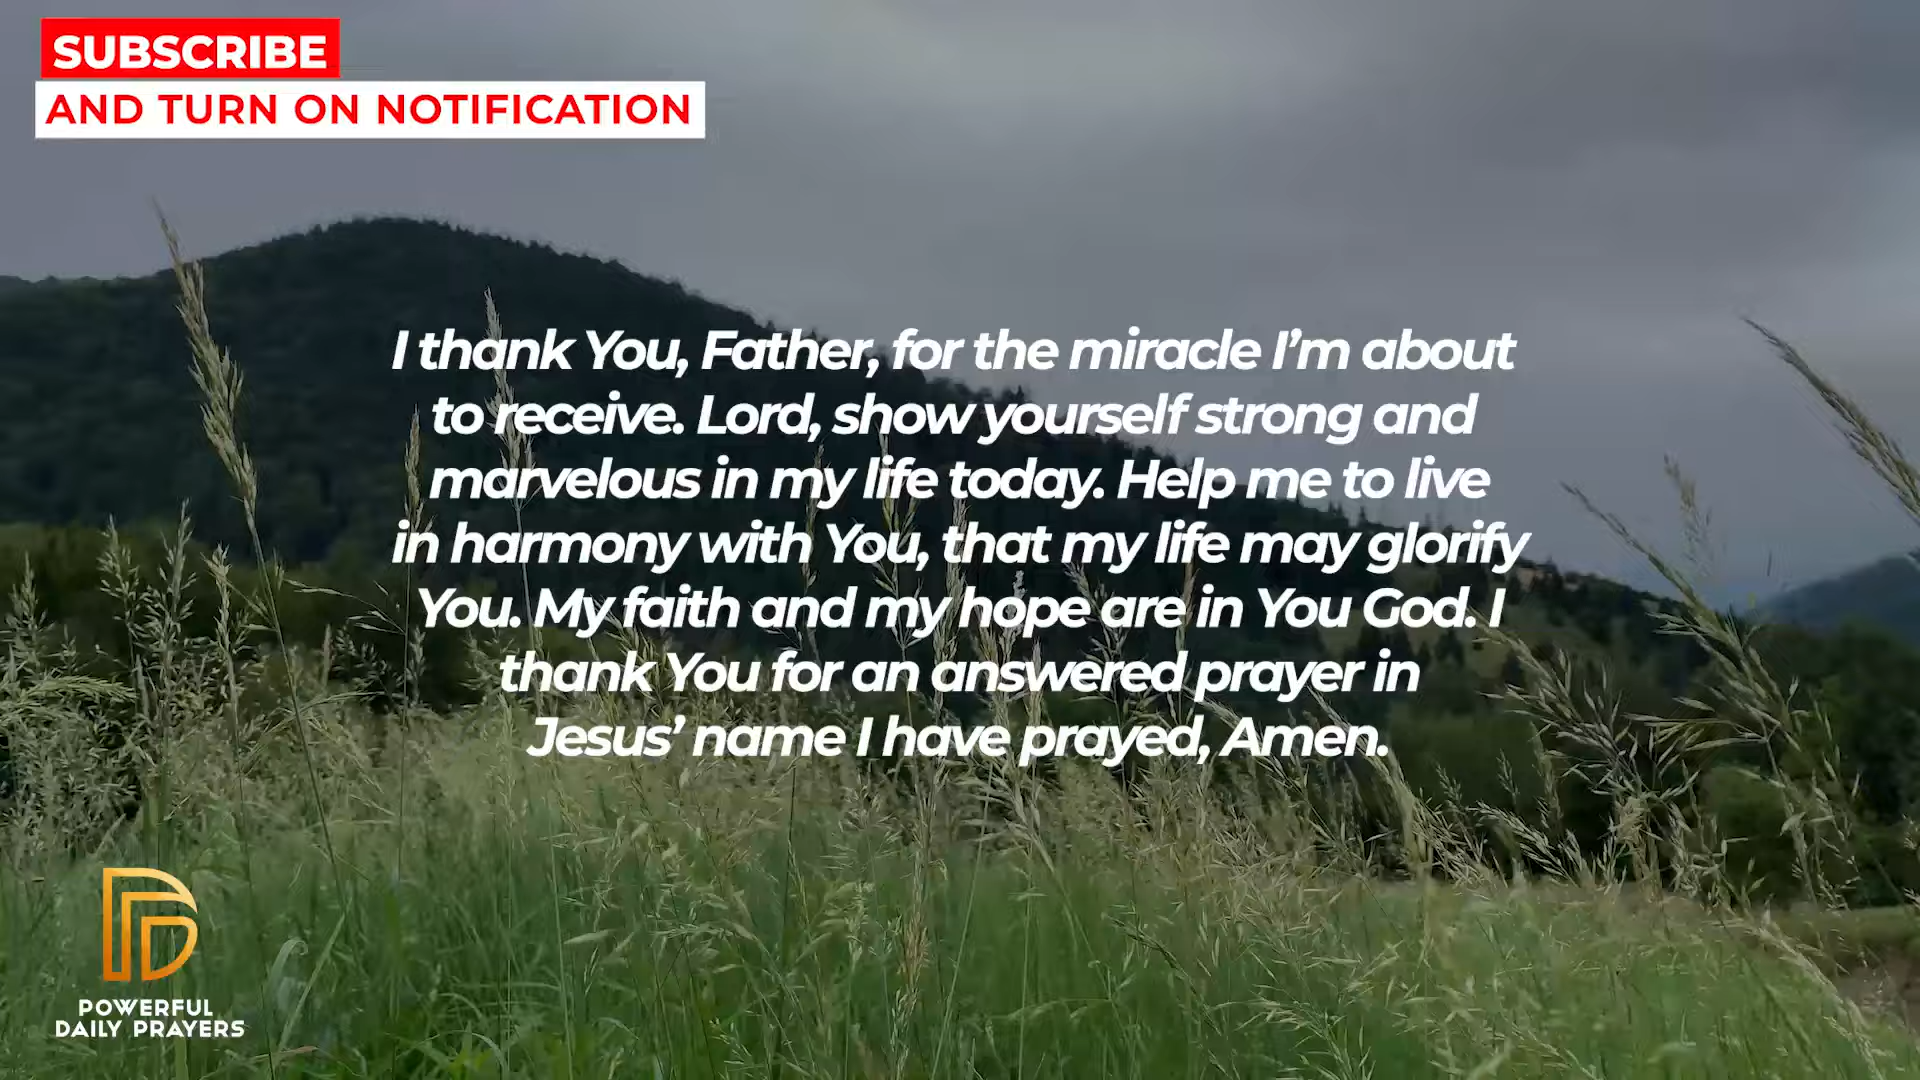 SUBSCRIBE
AND TURN ON NOTIFICATION
I thank You, Father, for the miracle I’m about
to receive. Lord, show yourself strong and
marvelous in my life today. Help me to live
in harmony with You, that my life may glorify
You. My faith and my hope are in You God. I
thank You for an answered prayer in
Jesus’ name I have prayed, Amen.
POWERFUL
DAILY PRAYERS